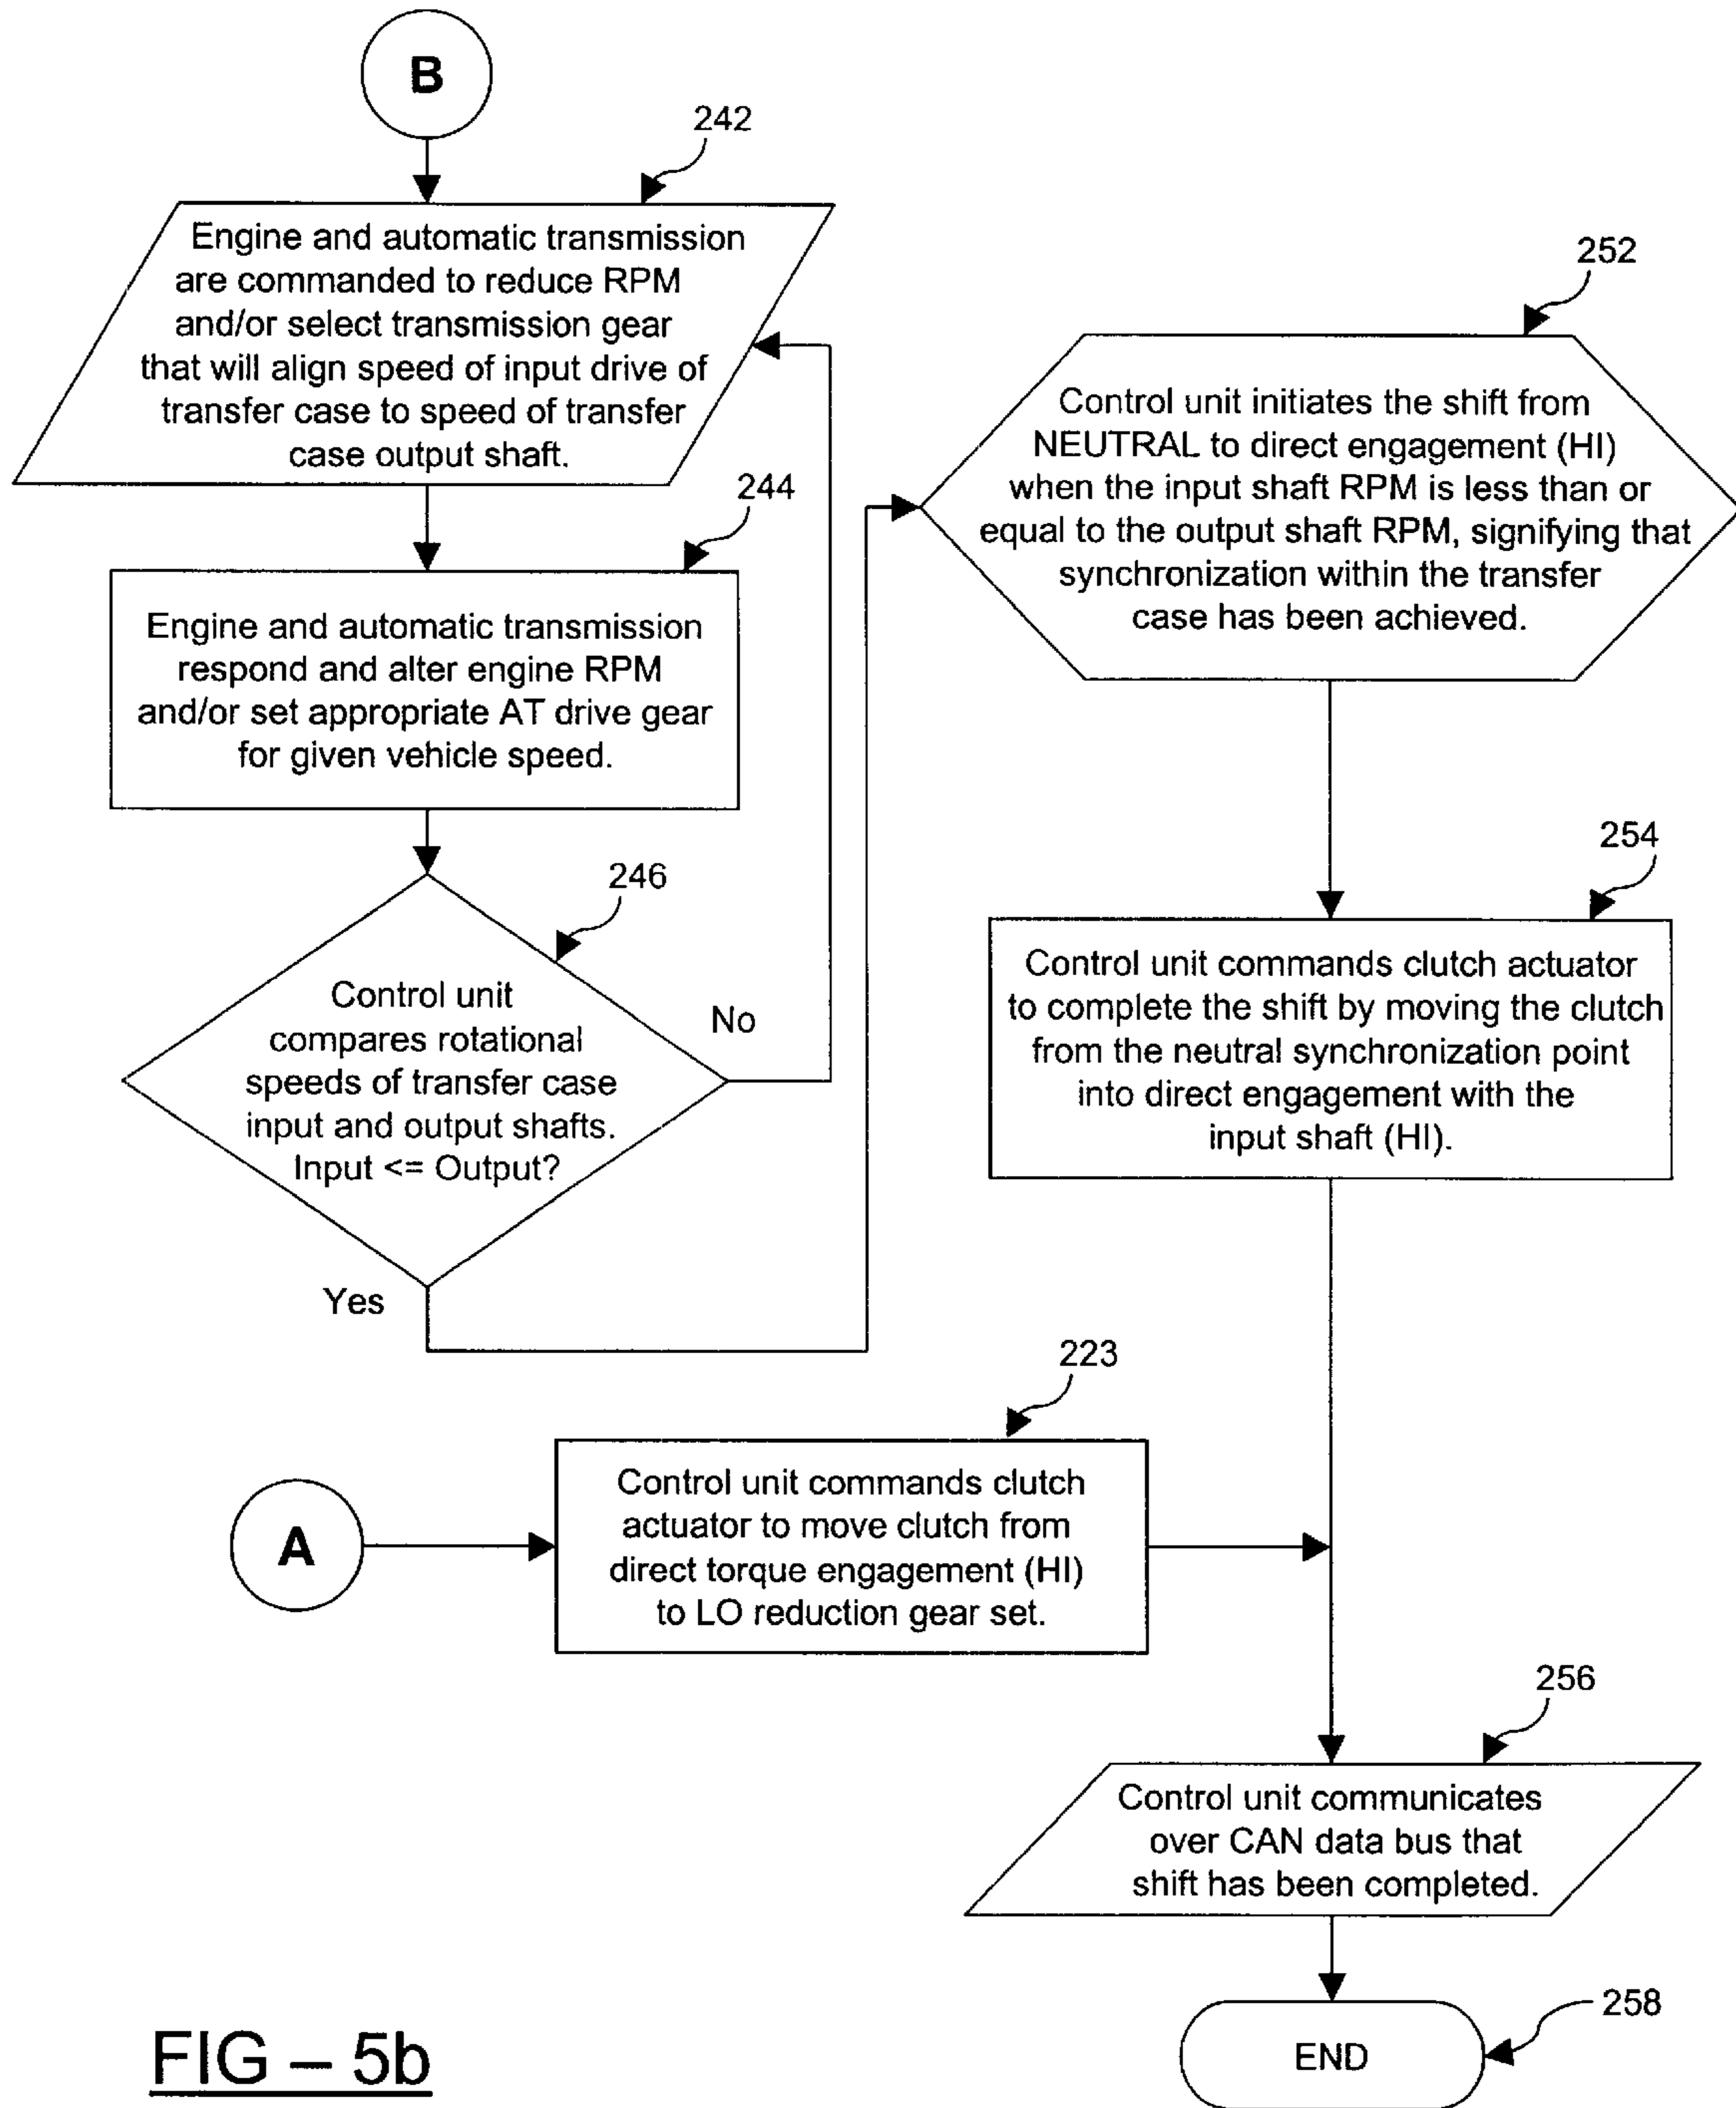 B
242
Engine and automatic transmission
are commanded to reduce RPM
and/or select transmission gear
that will align speed of input drive of
transfer case to speed of transfer
case output shaft.
244
Engine and automatic transmission
respond and alter engine RPM
and/or set appropriate AT drive gear
for given vehicle speed.
246
Control unit
compares rotational
speeds of transfer case
input and output shafts.
Input <= Output?
No
Yes
252
Control unit initiates the shift from
NEUTRAL to direct engagement (HI)
when the input shaft RPM is less than or
equal to the output shaft RPM, signifying that
synchronization within the transfer
case has been achieved.
254
Control unit commands clutch actuator
to complete the shift by moving the clutch
from the neutral synchronization point
into direct engagement with the
input shaft (HI).
223
A
Control unit commands clutch
actuator to move clutch from
direct torque engagement (HI)
to LO reduction gear set.
256
Control unit communicates
over CAN data bus that
shift has been completed.
258
END
FIG – 5b